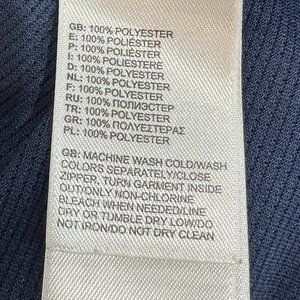 GB: 100% POLYESTER
E: 100% POLIÉSTER
P: 100% POLIÉSTER
I: 100% POLIESTERE
D: 100% POLYESTER
NL: 100% POLYESTER
F: 100% POLYESTER
RU: 100% ПОЛИЭСТЕР
TR: 100% POLYESTER
GR: 100% ΠΟΛΥΕΣΤΕΡΑΣ
PL: 100% POLYESTER
GB: MACHINE WASH COLD/WASH
COLORS SEPARATELY/CLOSE
ZIPPER, TURN GARMENT INSIDE
OUT/ONLY NON-CHLORINE
BLEACH WHEN NEEDED/LINE
DRY OR TUMBLE DRY LOW/DO
NOT IRON/DO NOT DRY CLEAN